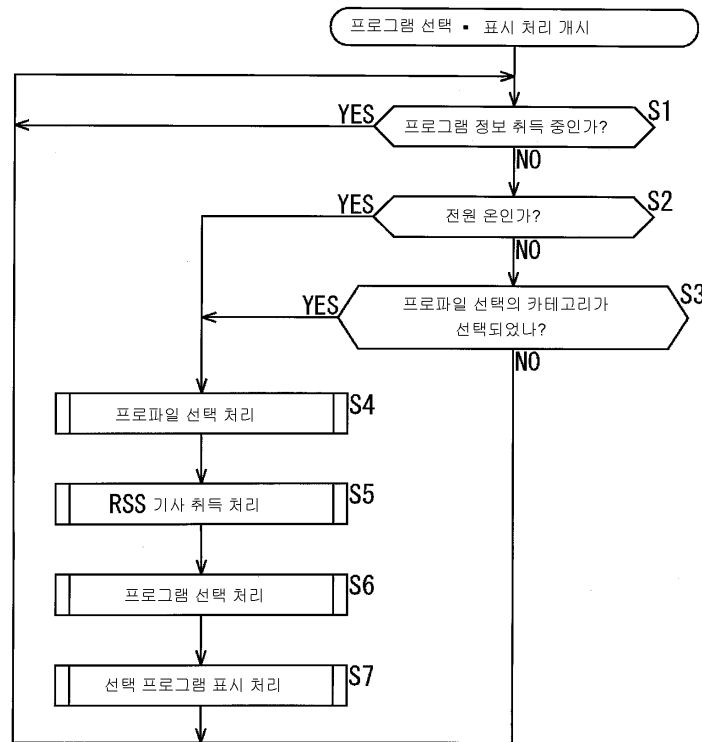 프로그램 선택 ▪ 표시 처리 개시
YES
프로그램 정보 취득 중인가?
S1
NO
YES
전원 온인가?
S2
NO
YES
프로파일 선택의 카테고리가
선택되었나?
S3
NO
프로파일 선택 처리
S4
RSS 기사 취득 처리
S5
프로그램 선택 처리
S6
선택 프로그램 표시 처리
S7